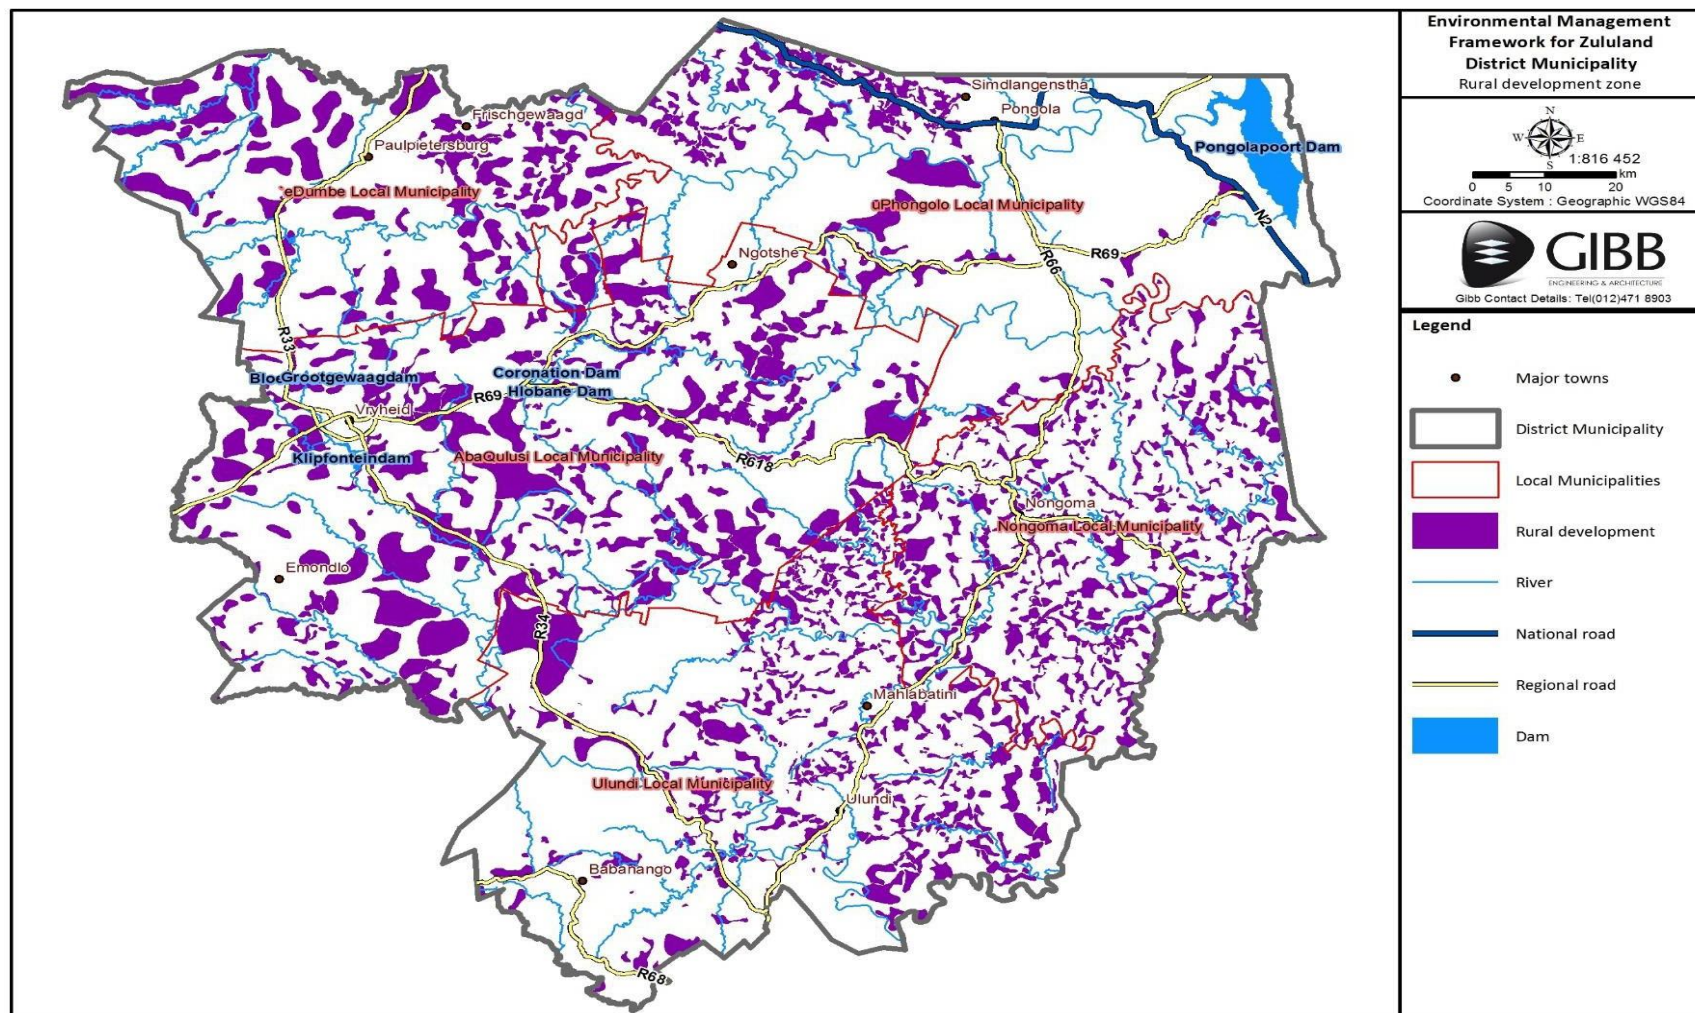 Environmental Management
Framework for Zululand
District Municipality
Rural development zone
N
W E
S
1:816 452
km
0 5 10 20
Coordinate System : Geographic WGS84
GIBB
ENGINEERING & ARCHITECTURE
Gibb Contact Details: Tel(012)471 8903
Legend
Major towns
District Municipality
Local Municipalities
Rural development
River
National road
Regional road
Dam
Simdlangenstha
Pongola
Frischgewaagd
Paulpietersburg
Pongolapoort Dam
eDumbe Local Municipality
uPhongolo Local Municipality
N2
Ngotshe
R69
R66
R33
Coronation Dam
Grootgewaagdam
Hlobane Dam
R69
Vryheid
Klipfonteindam
AbaQulusi Local Municipality
R618
Nongoma
Nongoma Local Municipality
Emondlo
R34
Mahlabatini
Ulundi Local Municipality
Ulundi
Babanango
R68